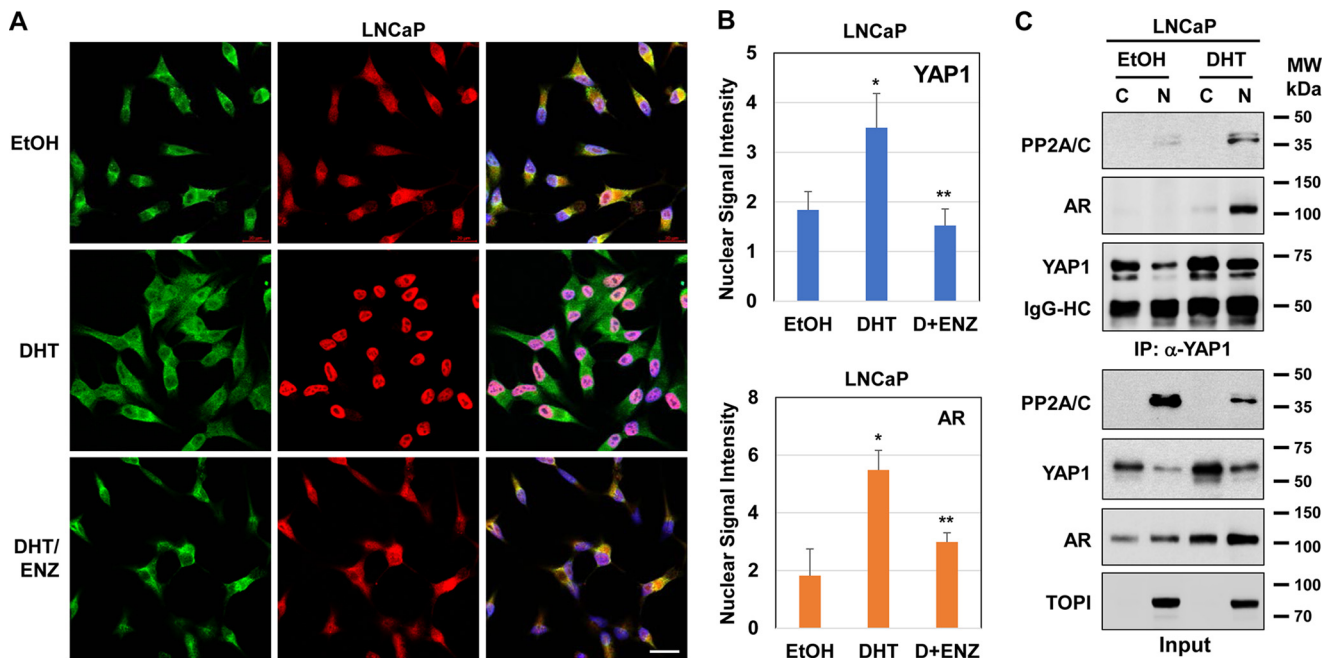 A
LNCaP
EtOH
DHT
DHT/
ENZ
B
LNCaP
YAP1
Nuclear Signal Intensity
5
4
3
2
1
0
*
**
EtOH DHT D+ENZ
LNCaP
AR
Nuclear Signal Intensity
8
6
4
2
0
*
**
EtOH DHT D+ENZ
C
LNCaP
EtOH DHT
C N C N
MW
kDa
PP2A/C
50
35
AR
150
100
YAP1
75
IgG-HC
50
IP: α-YAP1
PP2A/C
50
35
YAP1
75
50
AR
150
100
TOPI
100
70
Input